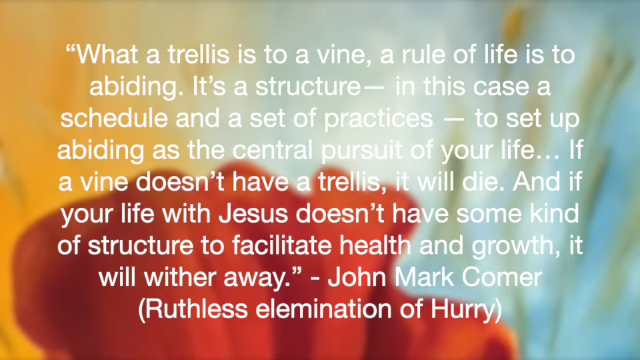 “What a trellis is to a vine, a rule of life is to
abiding. It’s a structure— in this case a
schedule and a set of practices — to set up
abiding as the central pursuit of your life… If
a vine doesn’t have a trellis, it will die. And if
your life with Jesus doesn’t have some kind
of structure to facilitate health and growth, it
will wither away.” - John Mark Comer
(Ruthless elemination of Hurry)